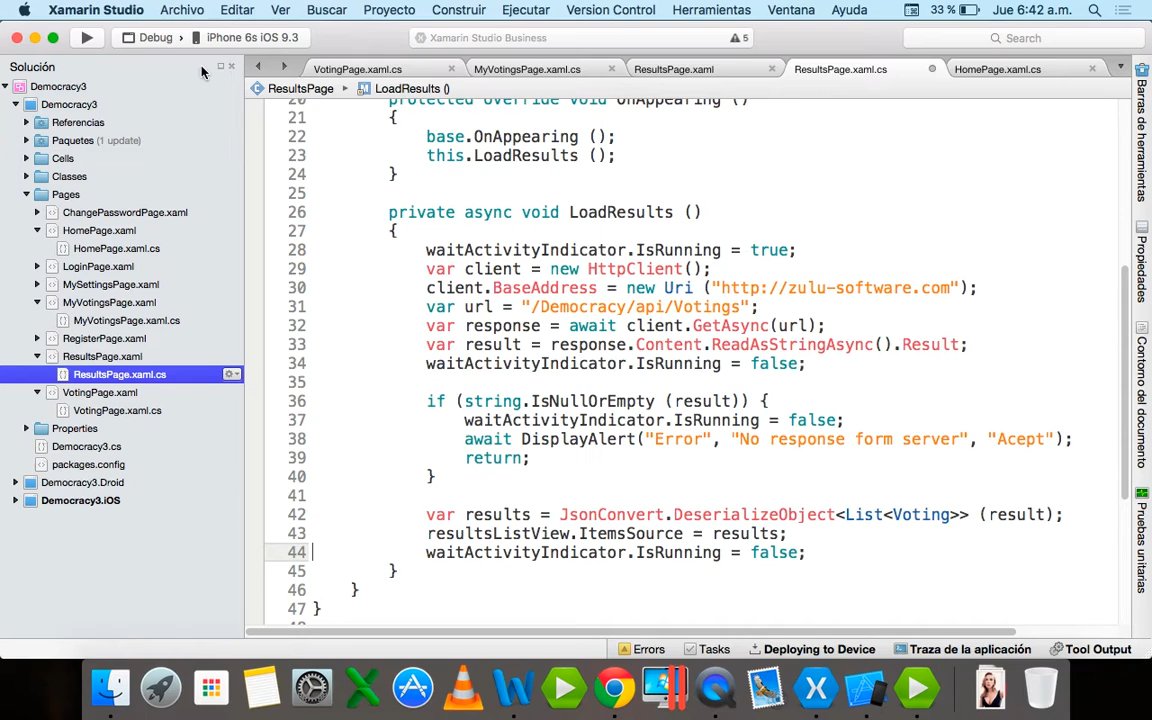 Xamarin Studio Archivo Editar Ver Buscar Proyecto Construir Ejecutar Version Control Herramientas Ventana Ayuda 33 % Jue 6:42 a.m.
Debug iPhone 6s iOS 9.3 Xamarin Studio Business 5 Search
Solución
VotingPage.xaml.cs MyVotingsPage.xaml.cs ResultsPage.xaml ResultsPage.xaml.cs HomePage.xaml.cs
ResultsPage LoadResults ()
Democracy3
Democracy3
Referencias
Paquetes (1 update)
Cells
Classes
Pages
ChangePasswordPage.xaml
HomePage.xaml
HomePage.xaml.cs
LoginPage.xaml
MySettingsPage.xaml
MyVotingsPage.xaml
MyVotingsPage.xaml.cs
RegisterPage.xaml
ResultsPage.xaml
ResultsPage.xaml.cs
VotingPage.xaml
VotingPage.xaml.cs
Properties
Democracy3.cs
packages.config
Democracy3.Droid
Democracy3.iOS
20 protected override void OnAppearing ()
21 {
22 base.OnAppearing ();
23 this.LoadResults ();
24 }
25
26 private async void LoadResults ()
27 {
28 waitActivityIndicator.IsRunning = true;
29 var client = new HttpClient();
30 client.BaseAddress = new Uri ("http://zulu-software.com");
31 var url = "/Democracy/api/Votings";
32 var response = await client.GetAsync(url);
33 var result = response.Content.ReadAsStringAsync().Result;
34 waitActivityIndicator.IsRunning = false;
35
36 if (string.IsNullOrEmpty (result)) {
37 waitActivityIndicator.IsRunning = false;
38 await DisplayAlert("Error", "No response form server", "Acept");
39 return;
40 }
41
42 var results = JsonConvert.DeserializeObject<List<Voting>> (result);
43 resultsListView.ItemsSource = results;
44 waitActivityIndicator.IsRunning = false;
45 }
46 }
47 }
Barras de herramientas
Propiedades
Contorno del documento
Pruebas unitarias
Errors Tasks Deploying to Device Traza de la aplicación Tool Output